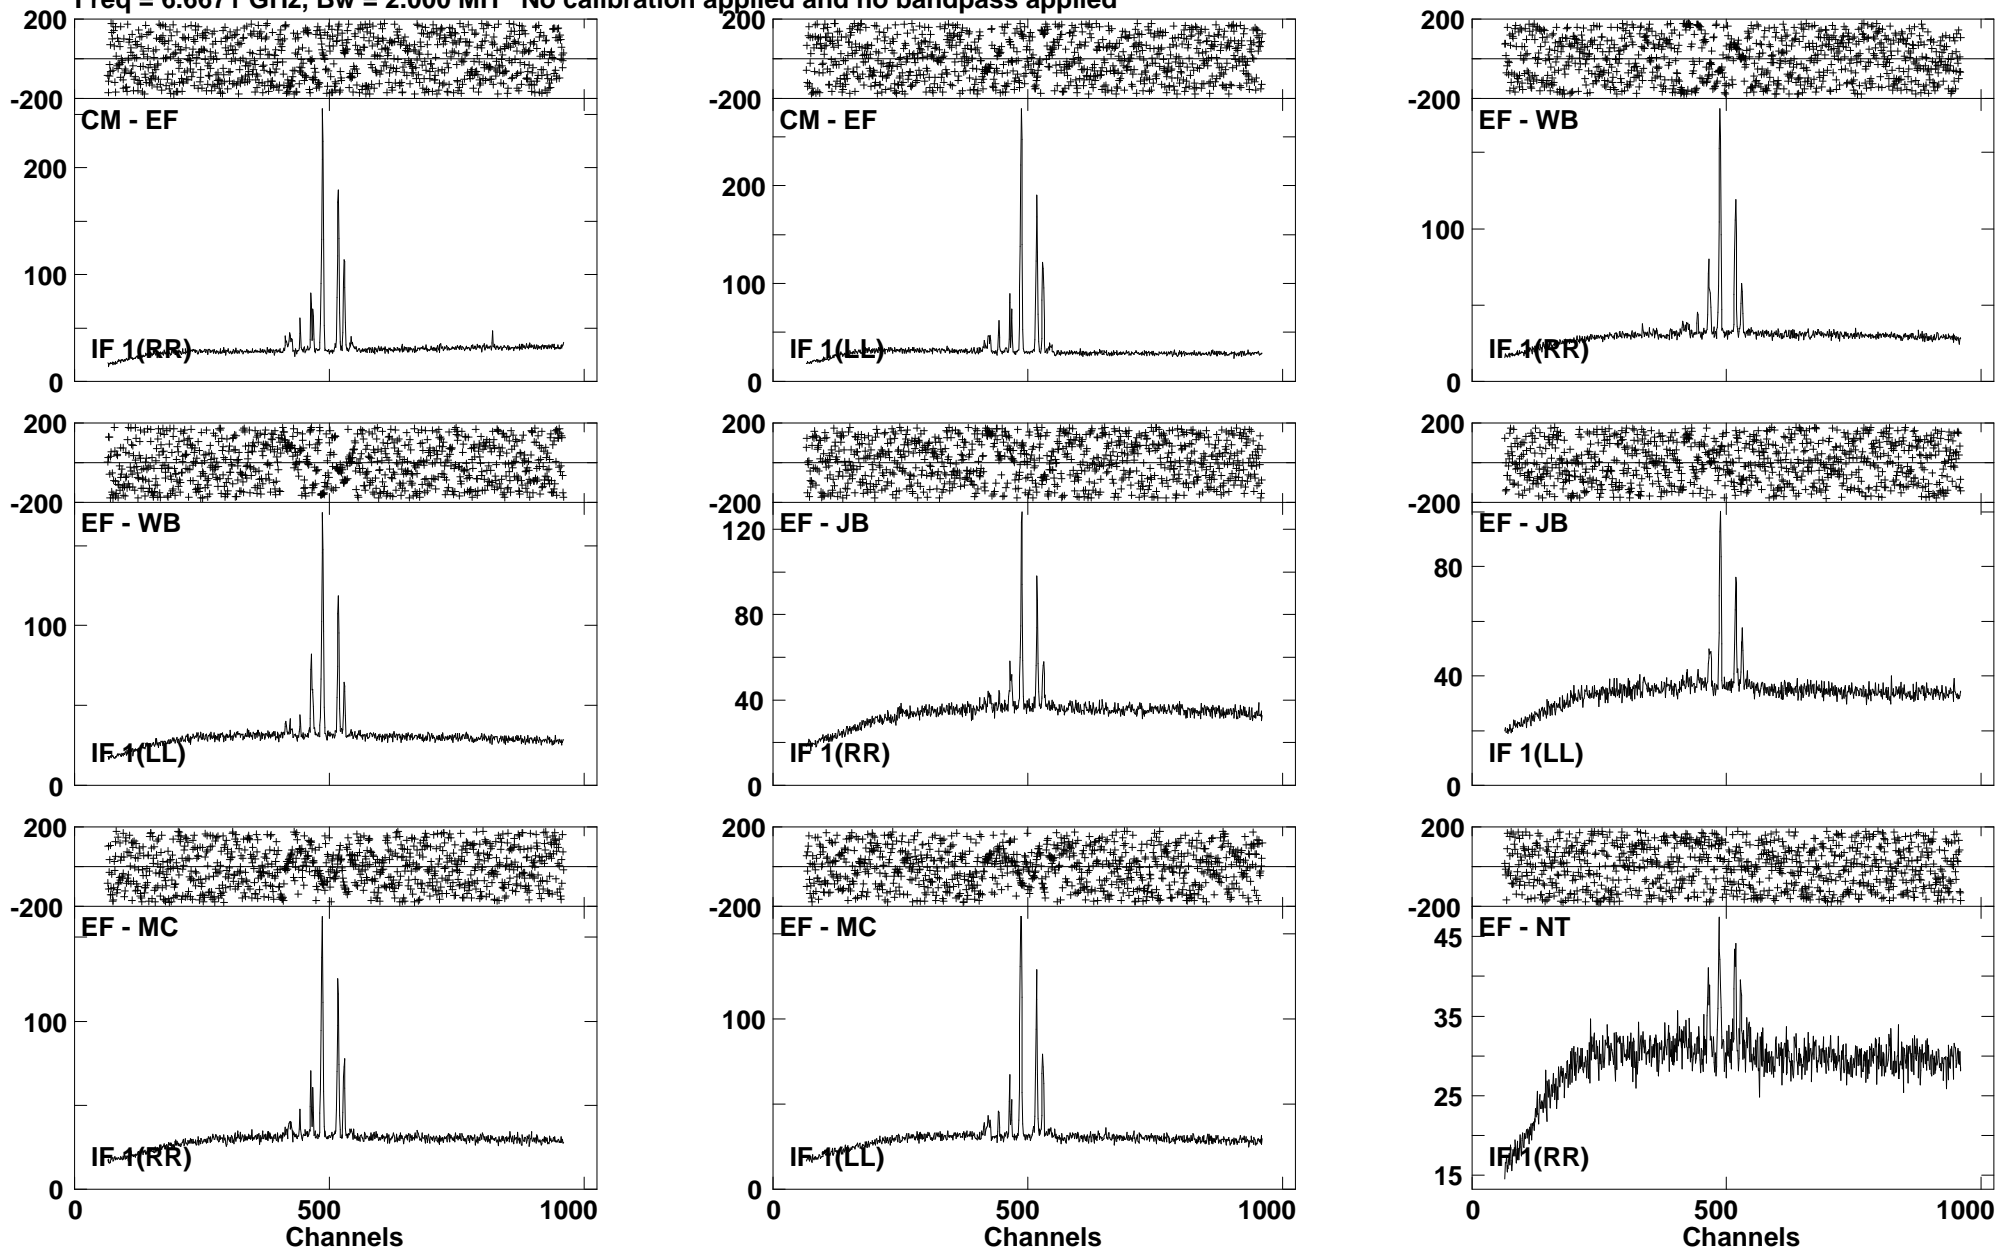 Freq = 6.6671 GHz, Bw = 2.000 MH No calibration applied and no bandpass applied
200
-200
CM - EF
200
100
0
IF 1(RR)
200
-200
CM - EF
200
100
0
IF 1(LL)
200
-200
EF - WB
100
0
IF 1(RR)
200
-200
EF - WB
100
0
IF 1(LL)
200
-200
EF - JB
120
80
40
0
IF 1(RR)
200
-200
EF - JB
80
40
0
IF 1(LL)
200
-200
EF - MC
100
0
IF 1(RR)
0 500 1000
Channels
200
-200
EF - MC
100
0
IF 1(LL)
0 500 1000
Channels
200
-200
EF - NT
45
35
25
15
IF 1(RR)
0 500 1000
Channels